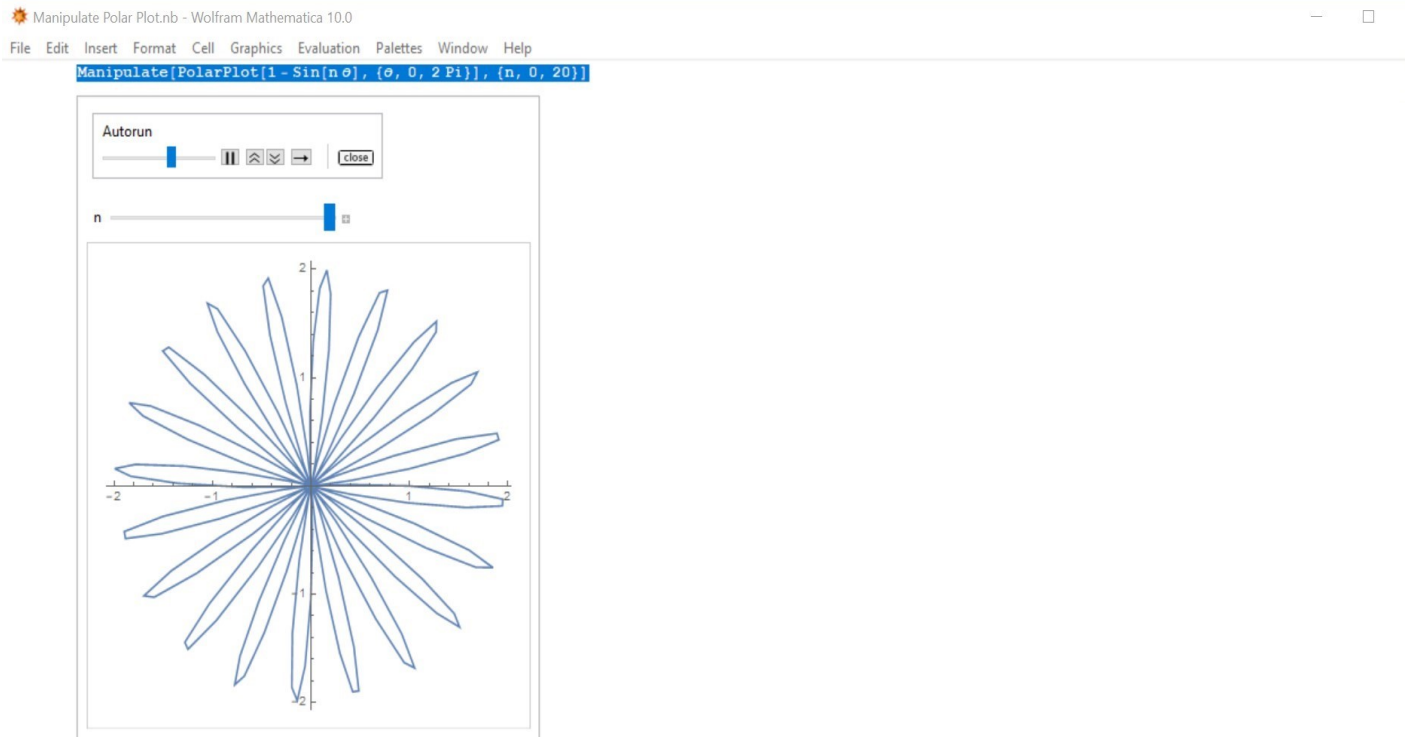 Manipulate Polar Plot.nb - Wolfram Mathematica 10.0
File Edit Insert Format Cell Graphics Evaluation Palettes Window Help
Manipulate[PolarPlot[1 - Sin[n θ], {θ, 0, 2 Pi}], {n, 0, 20}]
Autorun
close
n
2
1
-2 -1 1 2
-1
-2